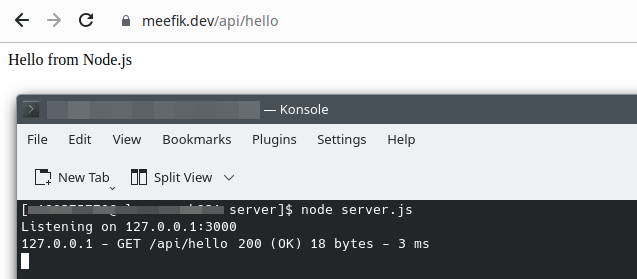 meefik.dev/api/hello
Hello from Node.js
— Konsole
File Edit View Bookmarks Plugins Settings Help
New Tab Split View
[ server]$ node server.js
Listening on 127.0.0.1:3000
127.0.0.1 - GET /api/hello 200 (OK) 18 bytes - 3 ms